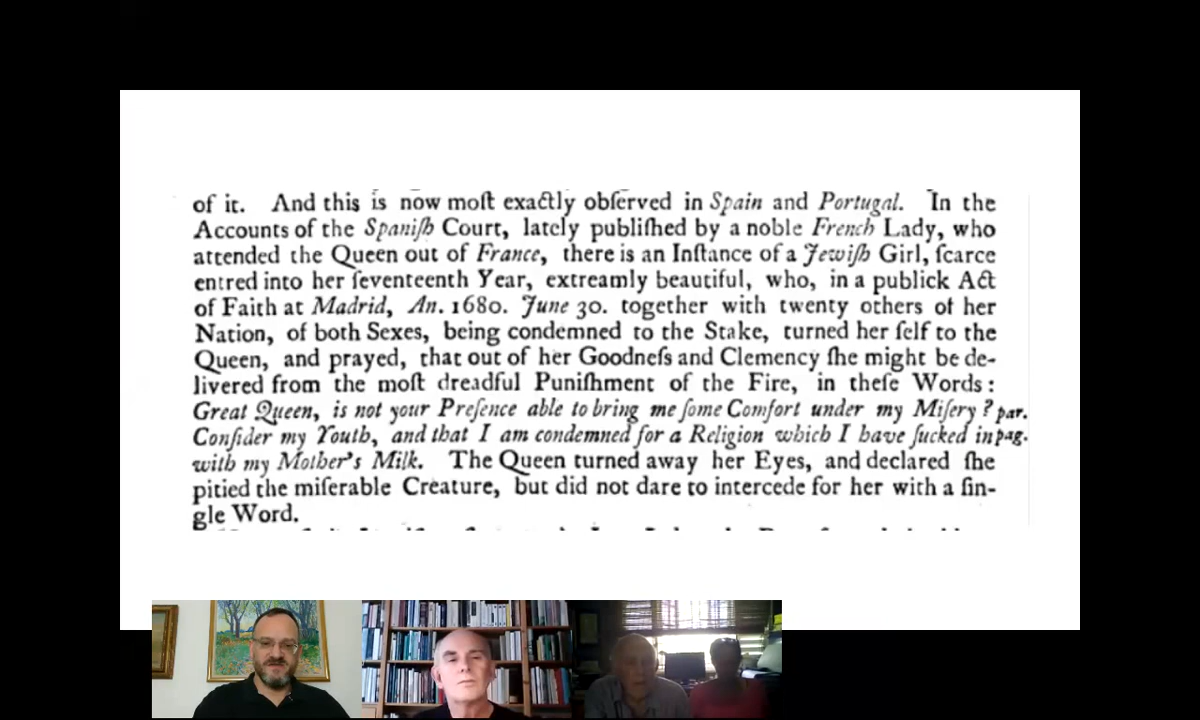 of it. And this is now moſt exactly obſerved in Spain and Portugal. In the
Accounts of the Spaniſh Court, lately publiſhed by a noble French Lady, who
attended the Queen out of France, there is an Inſtance of a Jewiſh Girl, ſcarce
entred into her ſeventeenth Year, extreamly beautiful, who, in a publick Act
of Faith at Madrid, An. 1680. June 30. together with twenty others of her
Nation, of both Sexes, being condemned to the Stake, turned her ſelf to the
Queen, and prayed, that out of her Goodneſs and Clemency ſhe might be de-
livered from the moſt dreadful Puniſhment of the Fire, in theſe Words:
Great Queen, is not your Preſence able to bring me ſome Comfort under my Miſery? par.
Conſider my Youth, and that I am condemned for a Religion which I have ſucked in pag.
with my Mother's Milk. The Queen turned away her Eyes, and declared ſhe
pitied the miſerable Creature, but did not dare to intercede for her with a ſin-
gle Word.